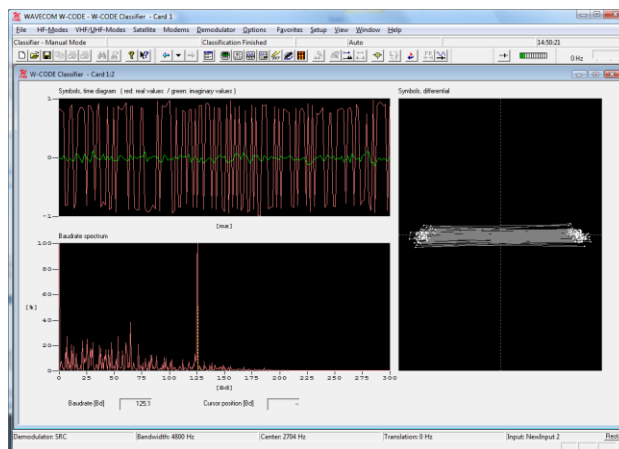 WAVECOM W-CODE - W-CODE Classifier - Card 1
File HF-Modes VHF/UHF-Modes Satellite Modems Demodulator Options Favorites Setup View Window Help
Classifier - Manual Mode Classification Finished Auto 14:50:21
0 Hz
W-CODE Classifier - Card 1:2
Symbols, time diagram ( red: real values / green: imaginary values ) Symbols, differential
1
0
-1
Baudrate spectrum
100
80
60
[%]
40
20
0
0 25 50 75 100 125 150 175 200 225 250 275 300
[Bd]
Baudrate [Bd] 125.1 Cursor position [Bd] --
Demodulator: SRC Bandwidth: 4800 Hz Center: 2704 Hz Translation: 0 Hz Input: NewInput 2